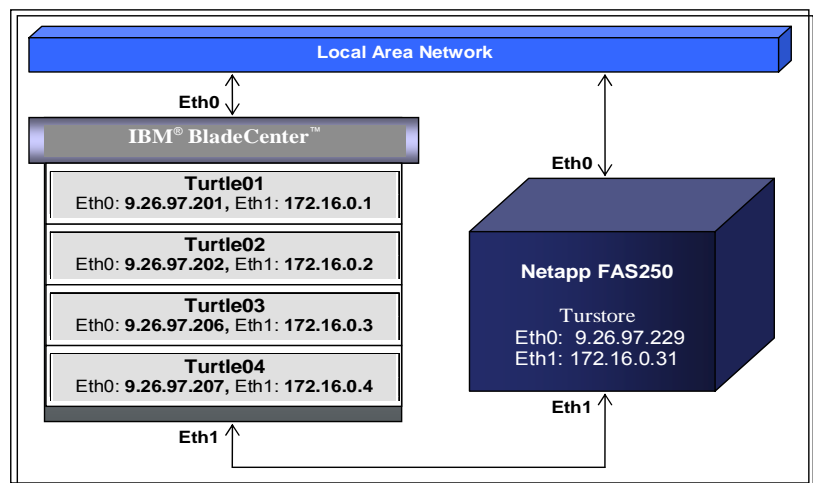 Local Area Network
Eth0
IBM® BladeCenter™
Turtle01
Eth0: 9.26.97.201, Eth1: 172.16.0.1
Turtle02
Eth0: 9.26.97.202, Eth1: 172.16.0.2
Turtle03
Eth0: 9.26.97.206, Eth1: 172.16.0.3
Turtle04
Eth0: 9.26.97.207, Eth1: 172.16.0.4
Eth1
Eth0
Netapp FAS250
Turstore
Eth0: 9.26.97.229
Eth1: 172.16.0.31
Eth1